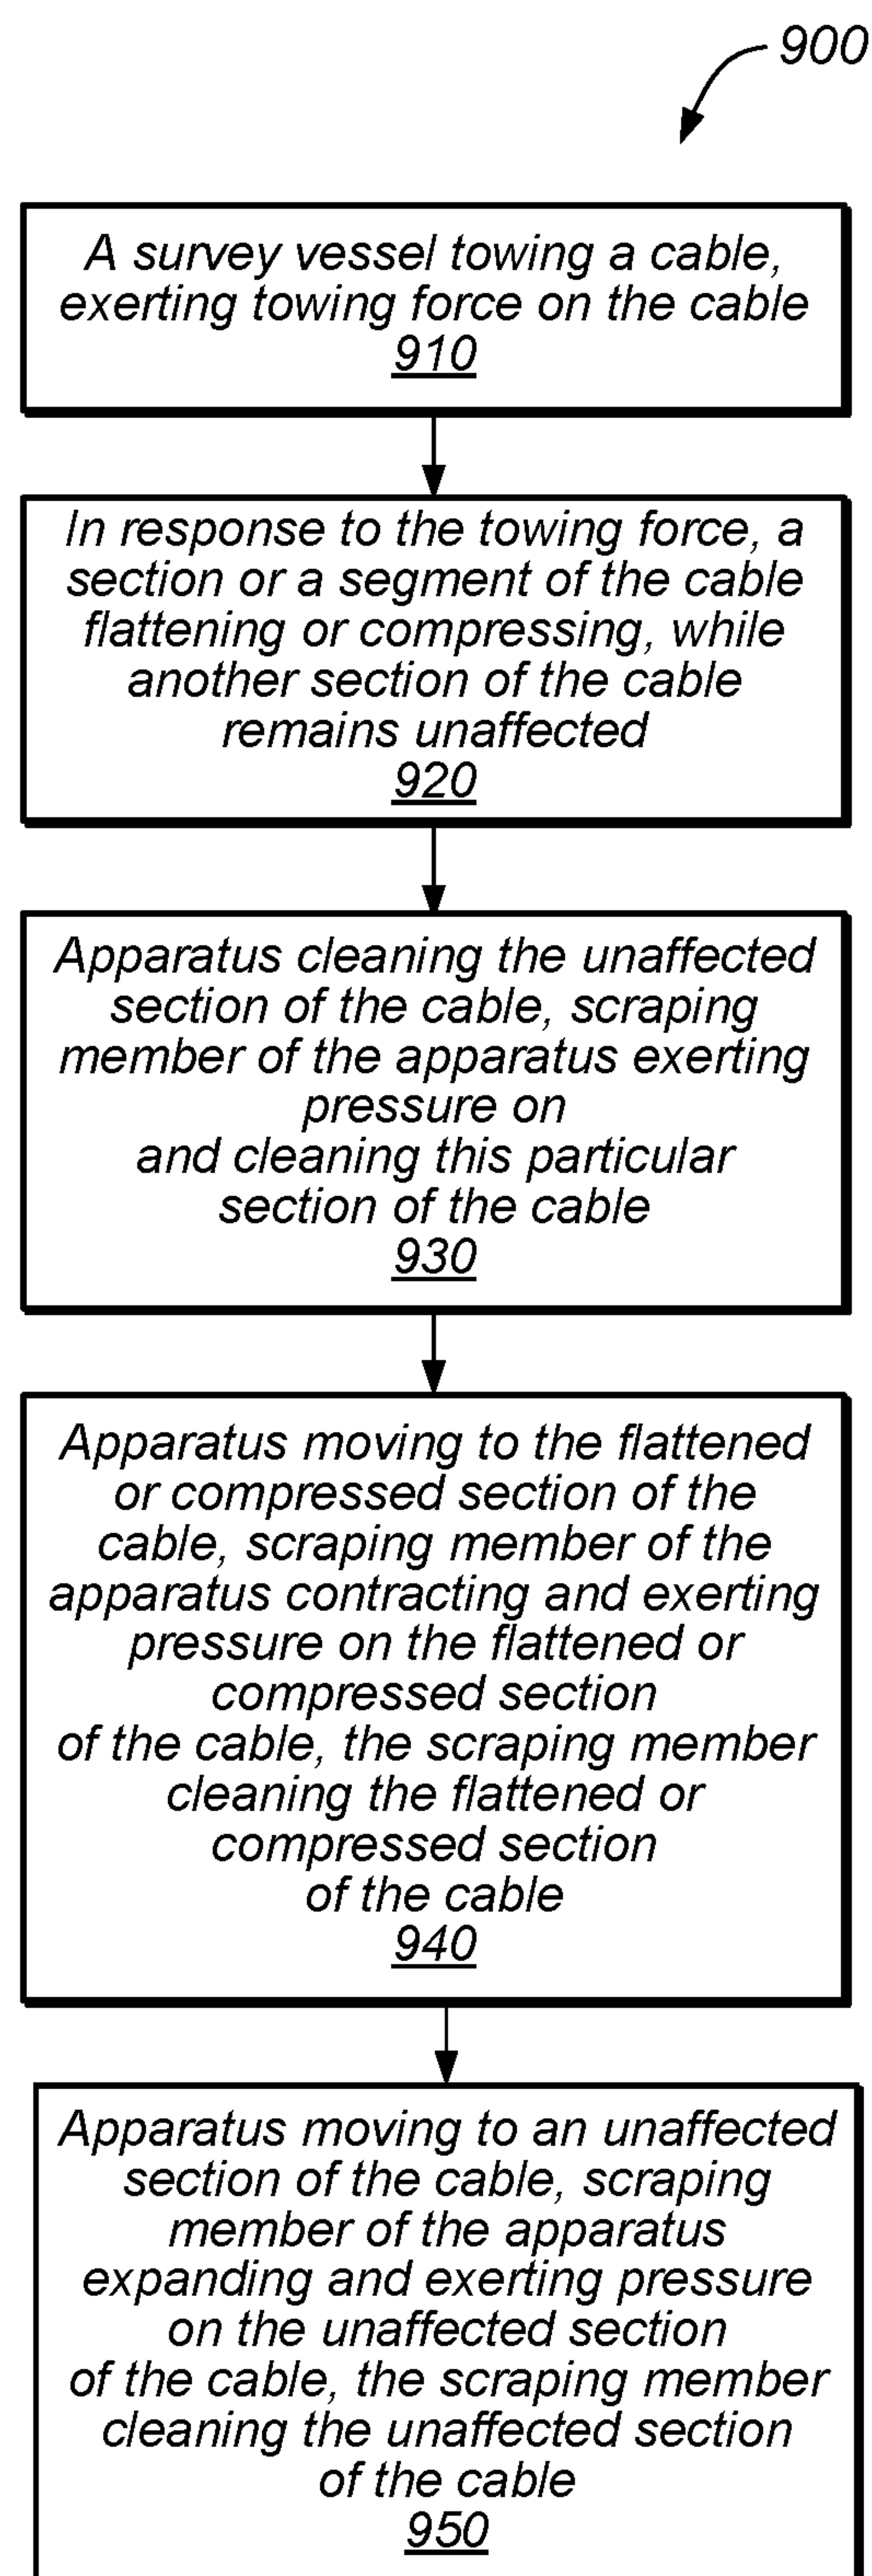 900
A survey vessel towing a cable,
exerting towing force on the cable
910
In response to the towing force, a
section or a segment of the cable
flattening or compressing, while
another section of the cable
remains unaffected
920
Apparatus cleaning the unaffected
section of the cable, scraping
member of the apparatus exerting
pressure on
and cleaning this particular
section of the cable
930
Apparatus moving to the flattened
or compressed section of the
cable, scraping member of the
apparatus contracting and exerting
pressure on the flattened or
compressed section
of the cable, the scraping member
cleaning the flattened or
compressed section
of the cable
940
Apparatus moving to an unaffected
section of the cable, scraping
member of the apparatus
expanding and exerting pressure
on the unaffected section
of the cable, the scraping member
cleaning the unaffected section
of the cable
950